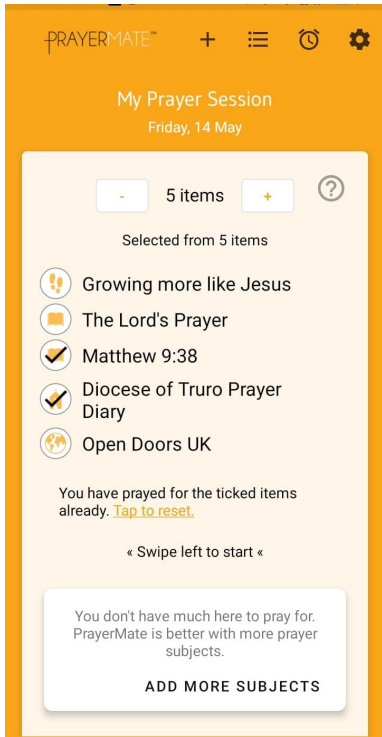 PRAYERMATE™ +
My Prayer Session
Friday, 14 May
- 5 items + ?
Selected from 5 items
Growing more like Jesus
The Lord's Prayer
Matthew 9:38
Diocese of Truro Prayer
Diary
Open Doors UK
You have prayed for the ticked items
already. Tap to reset.
« Swipe left to start «
You don't have much here to pray for.
PrayerMate is better with more prayer
subjects.
ADD MORE SUBJECTS